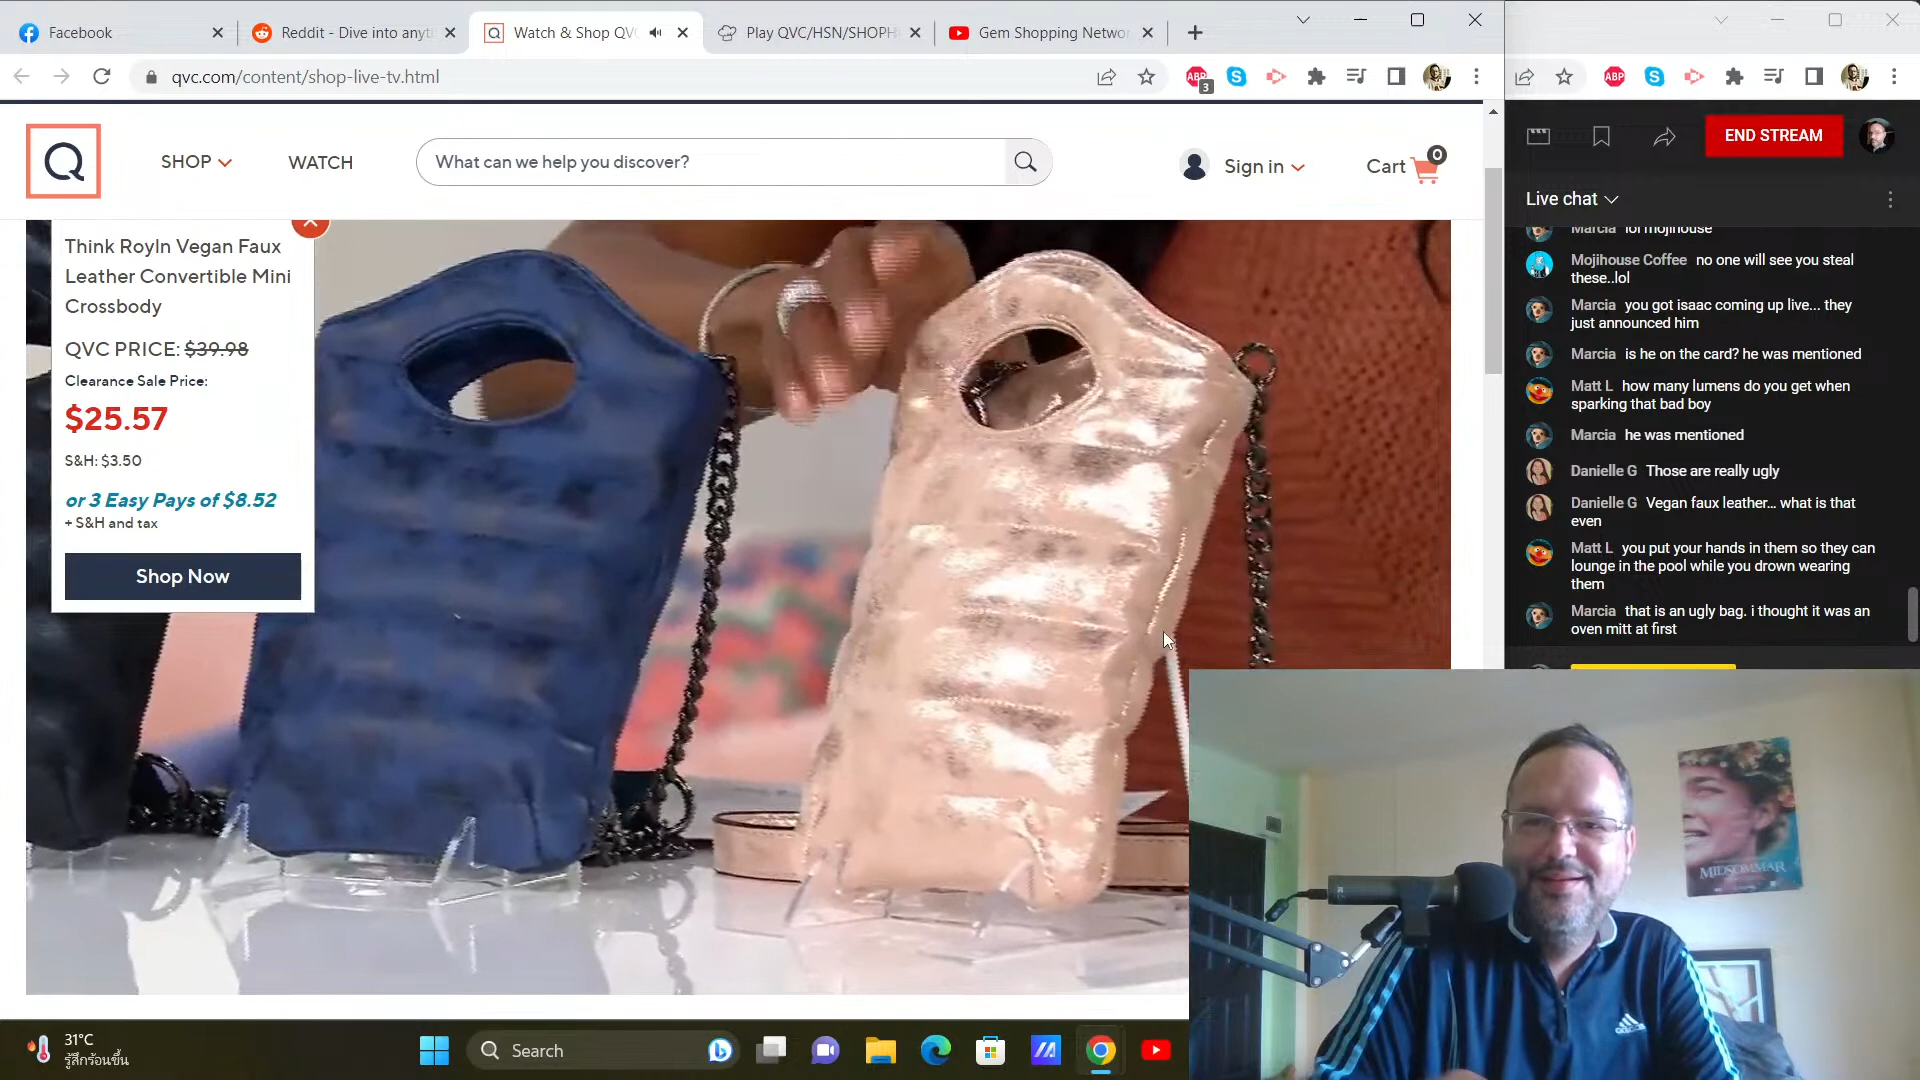 Facebook
Reddit - Dive into anyt
Watch & Shop QVC
Play QVC/HSN/SHOPH
Gem Shopping Networ
qvc.com/content/shop-live-tv.html
ABP
3
ABP
Q
SHOP
WATCH
What can we help you discover?
Sign in
Cart
0
END STREAM
Live chat
Think Royln Vegan Faux
Leather Convertible Mini
Crossbody
QVC PRICE: $39.98
Clearance Sale Price:
$25.57
S&H: $3.50
or 3 Easy Pays of $8.52
+ S&H and tax
Shop Now
Marcia lol mojihouse
Mojihouse Coffee no one will see you steal
these..lol
Marcia you got isaac coming up live... they
just announced him
Marcia is he on the card? he was mentioned
Matt L how many lumens do you get when
sparking that bad boy
Marcia he was mentioned
Danielle G Those are really ugly
Danielle G Vegan faux leather... what is that
even
Matt L you put your hands in them so they can
lounge in the pool while you drown wearing
them
Marcia that is an ugly bag. i thought it was an
oven mitt at first
MIDSOMMAR
adidas
31°C
รู้สึกร้อนขึ้น
Search